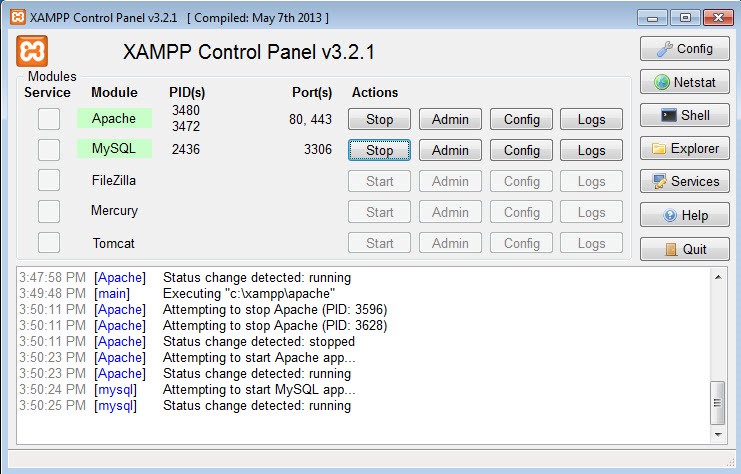 XAMPP Control Panel v3.2.1 [ Compiled: May 7th 2013 ]
XAMPP Control Panel v3.2.1
Config
Modules
Service Module PID(s) Port(s) Actions
Netstat
Apache 3480 3472 80, 443 Stop Admin Config Logs
Shell
MySQL 2436 3306 Stop Admin Config Logs
Explorer
FileZilla Start Admin Config Logs
Services
Mercury Start Admin Config Logs
Help
Tomcat Start Admin Config Logs
Quit
3:47:58 PM [Apache] Status change detected: running
3:49:48 PM [main] Executing "c:\xampp\apache"
3:50:11 PM [Apache] Attempting to stop Apache (PID: 3596)
3:50:11 PM [Apache] Attempting to stop Apache (PID: 3628)
3:50:11 PM [Apache] Status change detected: stopped
3:50:23 PM [Apache] Attempting to start Apache app...
3:50:23 PM [Apache] Status change detected: running
3:50:24 PM [mysql] Attempting to start MySQL app...
3:50:25 PM [mysql] Status change detected: running